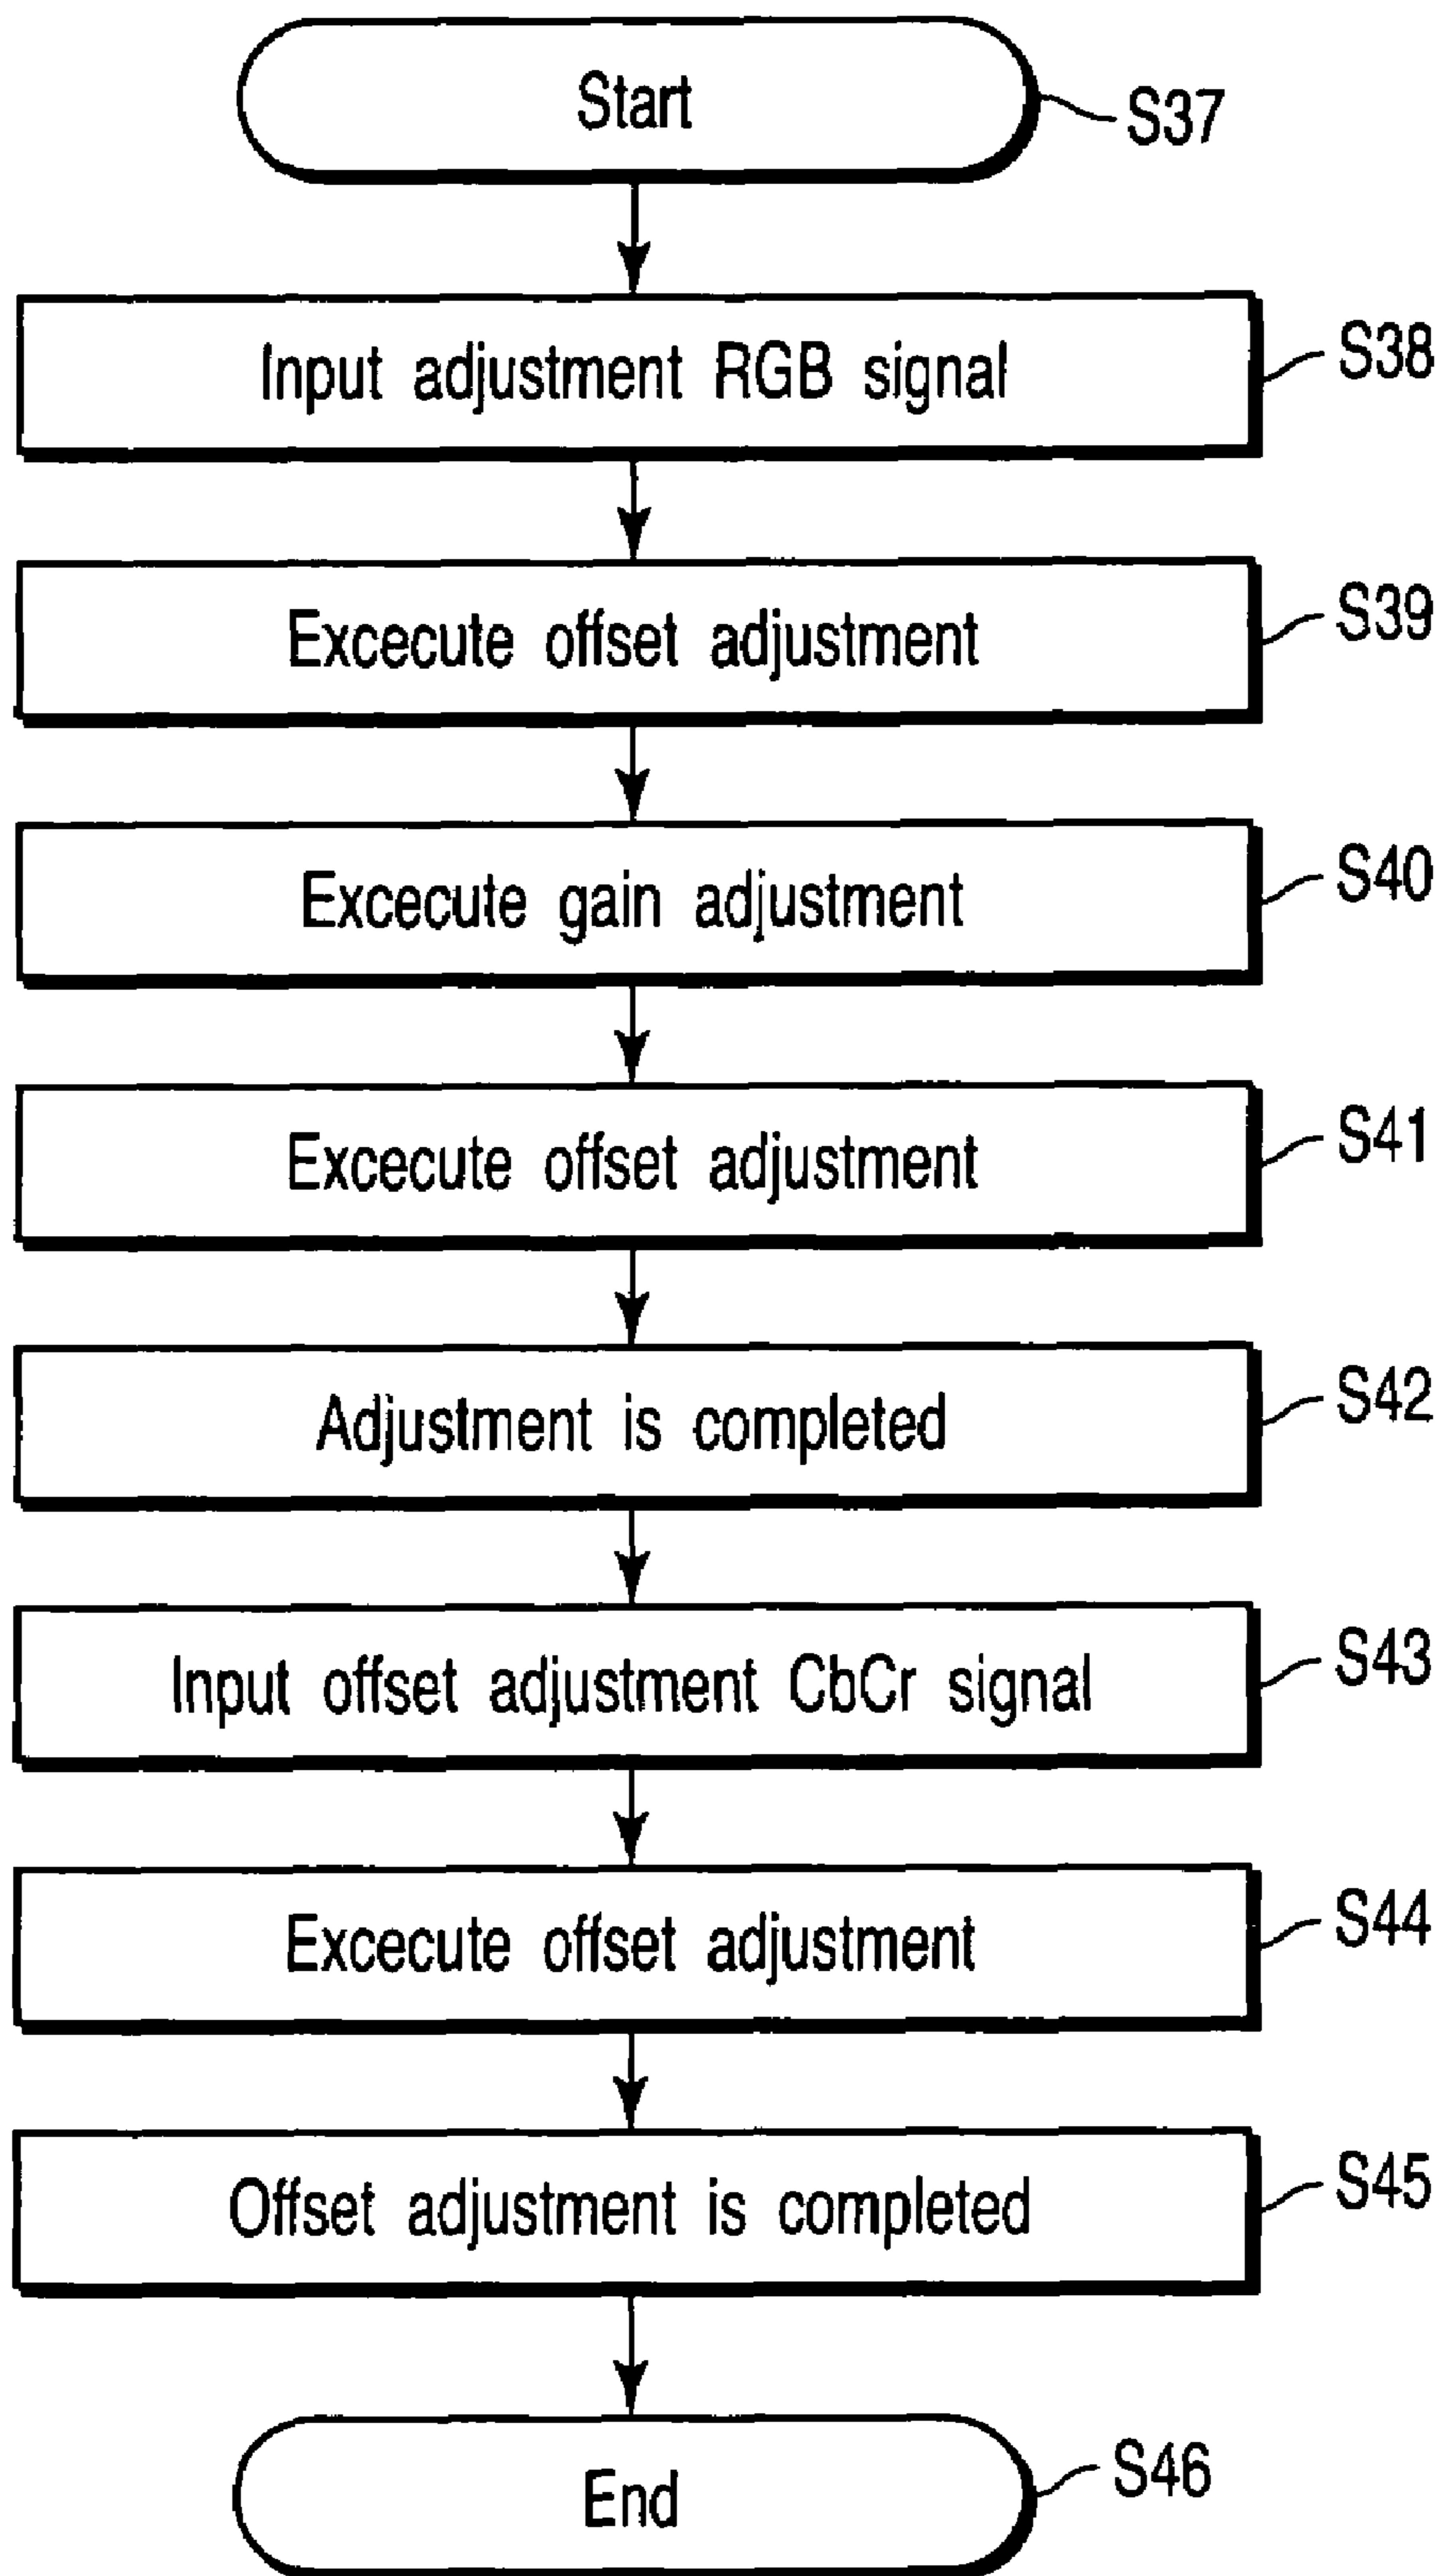 Start
S37
Input adjustment RGB signal
S38
Excecute offset adjustment
S39
Excecute gain adjustment
S40
Excecute offset adjustment
S41
Adjustment is completed
S42
Input offset adjustment CbCr signal
S43
Excecute offset adjustment
S44
Offset adjustment is completed
S45
End
S46